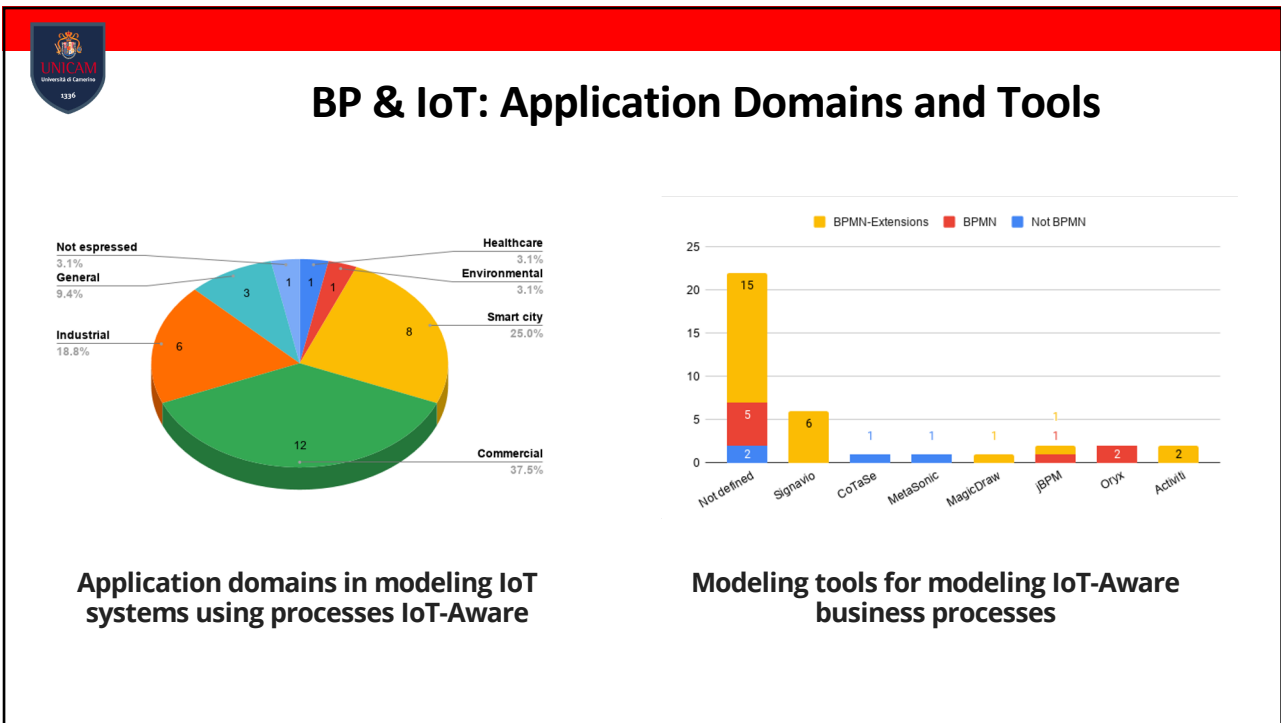 UNICAM
Università di Camerino
1336
BP & IoT: Application Domains and Tools
Not espressed
3.1%
General
9.4%
Industrial
18.8%
Healthcare
3.1%
Environmental
3.1%
Smart city
25.0%
Commercial
37.5%
1
1
1
3
8
6
12
BPMN-Extensions BPMN Not BPMN
25
20
15
10
5
0
15
5
2
6
1
1
1
1
1
2
2
Not defined
Signavio
CoTaSe
MetaSonic
MagicDraw
jBPM
Oryx
Activiti
Application domains in modeling IoT
systems using processes IoT-Aware
Modeling tools for modeling IoT-Aware
business processes